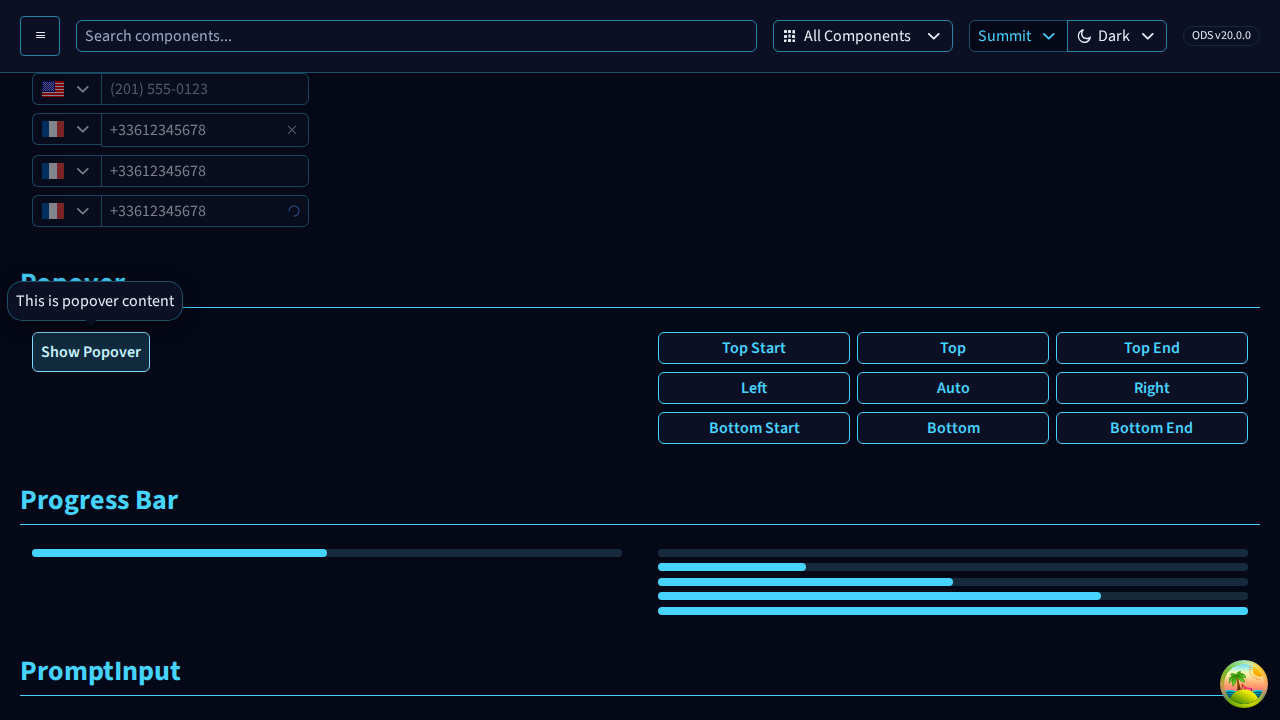 Search components...
All Components
Summit
Dark
ODS v20.0.0
(201) 555-0123
+33612345678
+33612345678
+33612345678
Popover
This is popover content
Show Popover
Top Start
Top
Top End
Left
Auto
Right
Bottom Start
Bottom
Bottom End
Progress Bar
PromptInput